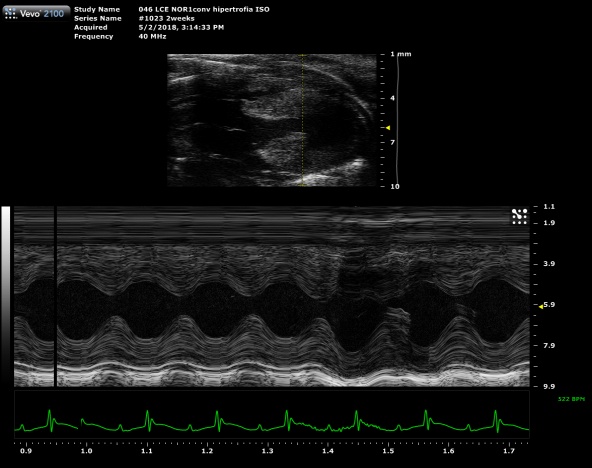 Vevo 2100
Study Name 046 LCE NOR1conv hipertrofia ISO
Series Name #1023 2weeks
Acquired 5/2/2018, 3:14:33 PM
Frequency 40 MHz
1 mm
4
7
10
1.1
1.9
3.9
5.9
7.9
9.9
522 BPM
0.9 1.0 1.1 1.2 1.3 1.4 1.5 1.6 1.7